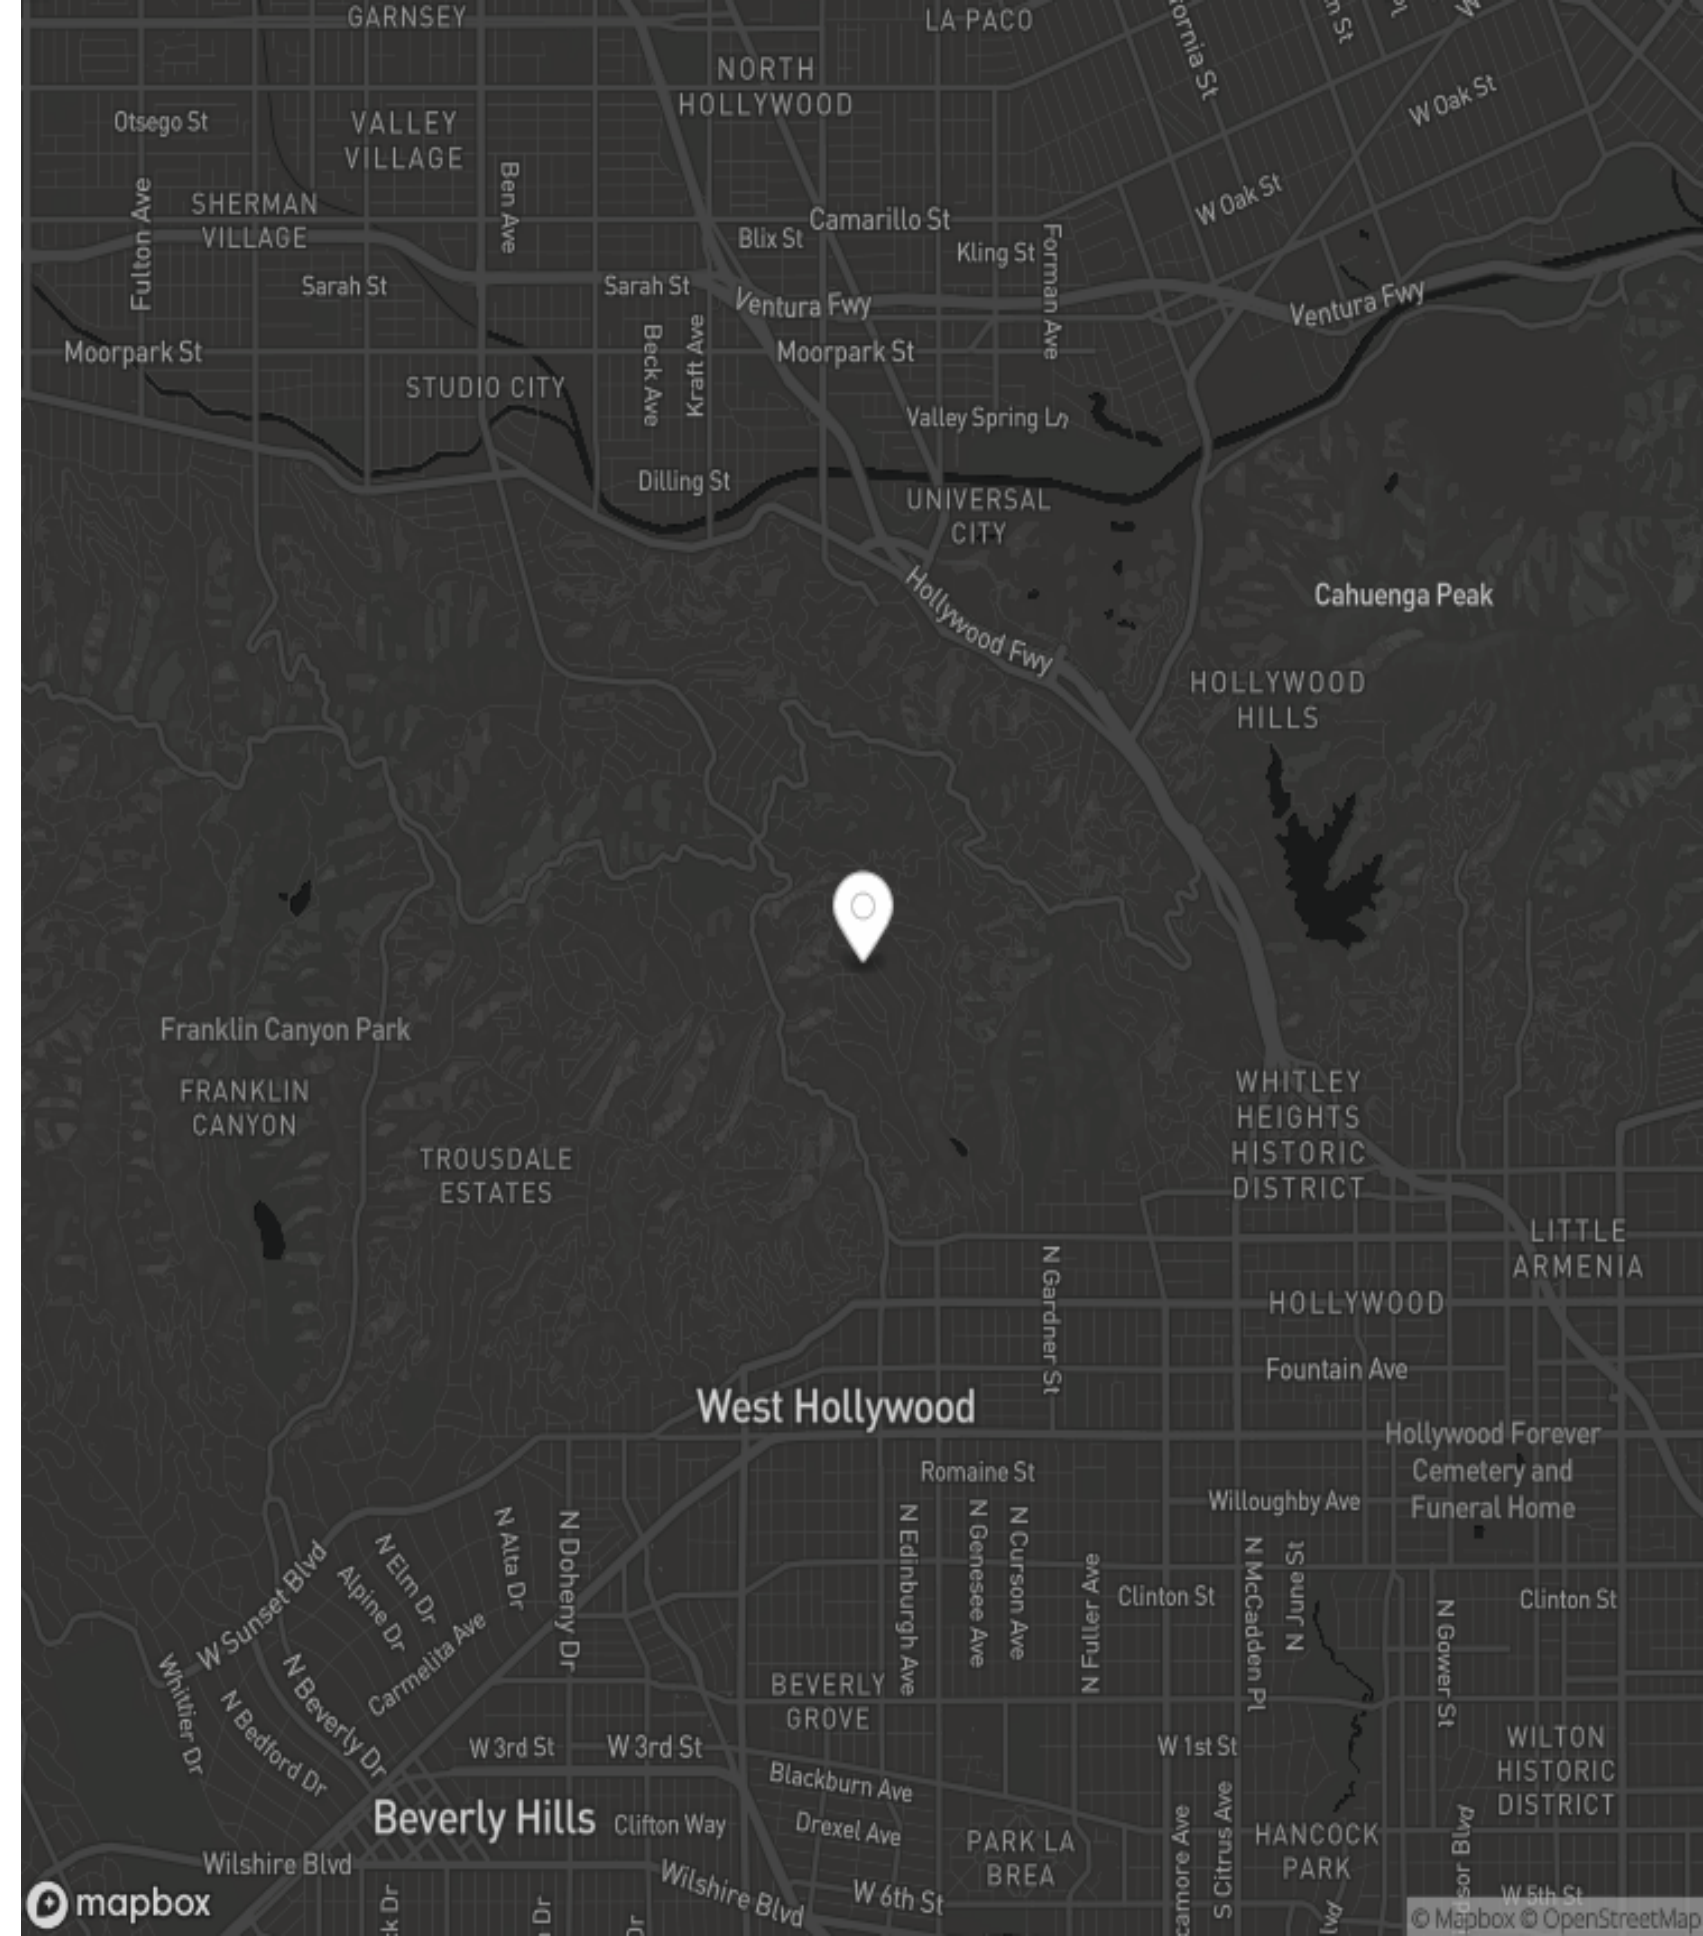 GARNSEY
LA PACO
NORTH
HOLLYWOOD
Otsego St
VALLEY
VILLAGE
W Oak St
Fulton Ave
SHERMAN
VILLAGE
Ben Ave
Camarillo St
W Oak St
Blix St
Kling St
Forman Ave
Sarah St
Sarah St
Ventura Fwy
Ventura Fwy
Moorpark St
Beck Ave
Kraft Ave
Moorpark St
STUDIO CITY
Valley Spring Ln
Dilling St
UNIVERSAL
CITY
Hollywood Fwy
Cahuenga Peak
HOLLYWOOD
HILLS
Franklin Canyon Park
FRANKLIN
CANYON
WHITLEY
HEIGHTS
HISTORIC
DISTRICT
TROUSDALE
ESTATES
LITTLE
ARMENIA
N Gardner St
HOLLYWOOD
Fountain Ave
West Hollywood
Hollywood Forever
Cemetery and
Funeral Home
Romaine St
Willoughby Ave
N Alta Dr
N Doheny Dr
N Edinburgh Ave
N Genesee Ave
N Curson Ave
N Elm Dr
Alpine Dr
W Sunset Blvd
Carmelita Ave
N Fuller Ave
Clinton St
N McCadden Pl
N June St
N Gower St
Clinton St
Whittier Dr
N Bedford Dr
N Beverly Dr
BEVERLY
GROVE
W 3rd St
W 3rd St
W 1st St
WILTON
HISTORIC
DISTRICT
Blackburn Ave
Beverly Hills
Clifton Way
Drexel Ave
PARK LA
BREA
camore Ave
S Citrus Ave
HANCOCK
PARK
Wilshire Blvd
Wilshire Blvd
W 6th St
W 5th St
mapbox
© Mapbox © OpenStreetMap